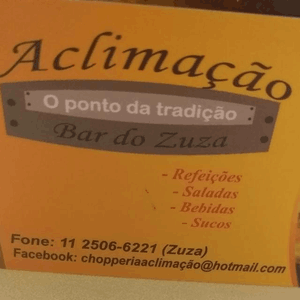 Aclimação
O ponto da tradição
Bar do Zuza
- Refeições
- Saladas
- Bebidas
- Sucos
Fone: 11 2506-6221 (Zuza)
Facebook: chopperiaaclimação@hotmail.com